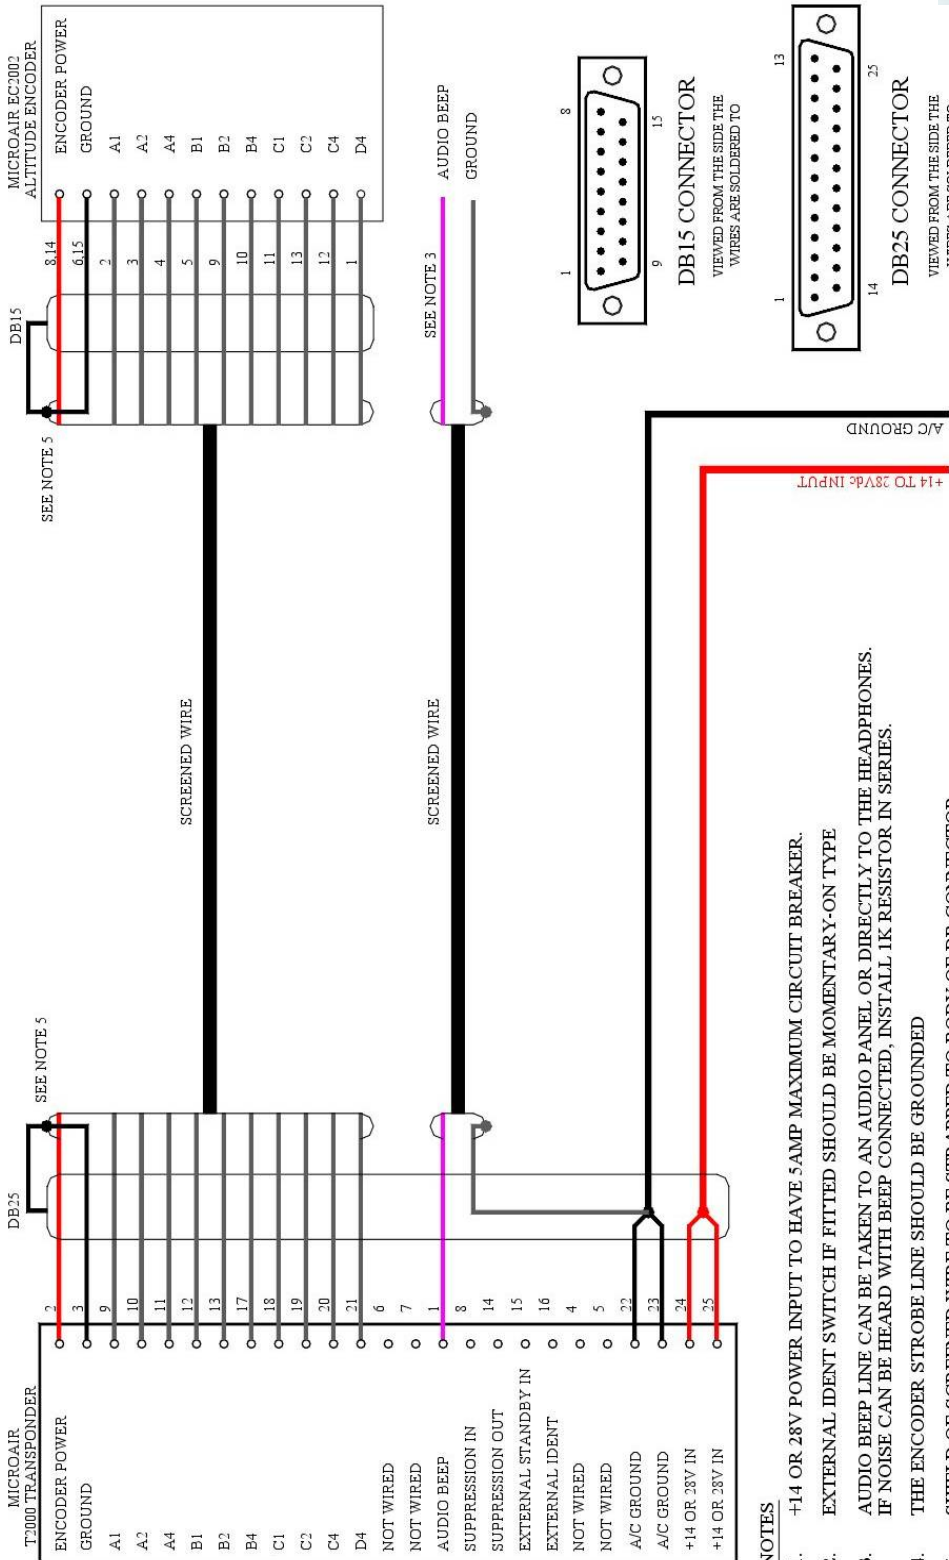 MICROAIR
T2000 TRANSPONDER
ENCODER POWER
GROUND
A1
A2
A4
B1
B2
B4
C1
C2
C4
D4
NOT WIRED
NOT WIRED
AUDIO BEEP
SUPPRESSION IN
SUPPRESSION OUT
EXTERNAL STANDBY IN
EXTERNAL IDENT
NOT WIRED
NOT WIRED
A/C GROUND
A/C GROUND
+14 OR 28V IN
+14 OR 28V IN
2
3
9
10
11
12
13
17
18
19
20
21
6
7
1
8
14
15
16
4
5
22
23
24
25
DB25
SEE NOTE 5
SCREENED WIRE
SCREENED WIRE
SEE NOTE 5
DB15
SEE NOTE 3
8,14
6,15
2
3
4
5
9
10
11
13
12
1
MICROAIR EC2002
ALTITUDE ENCODER
ENCODER POWER
GROUND
A1
A2
A4
B1
B2
B4
C1
C2
C4
D4
AUDIO BEEP
GROUND
1
8
9
15
DB15 CONNECTOR
VIEWED FROM THE SIDE THE
WIRES ARE SOLDERED TO
1
13
14
25
DB25 CONNECTOR
VIEWED FROM THE SIDE THE
A/C GROUND
+14 TO 28Vdc INPUT
NOTES
+14 OR 28V POWER INPUT TO HAVE 5AMP MAXIMUM CIRCUIT BREAKER.
EXTERNAL IDENT SWITCH IF FITTED SHOULD BE MOMENTARY-ON TYPE
AUDIO BEEP LINE CAN BE TAKEN TO AN AUDIO PANEL OR DIRECTLY TO THE HEADPHONES.
IF NOISE CAN BE HEARD WITH BEEP CONNECTED, INSTALL 1K RESISTOR IN SERIES.
THE ENCODER STROBE LINE SHOULD BE GROUNDED